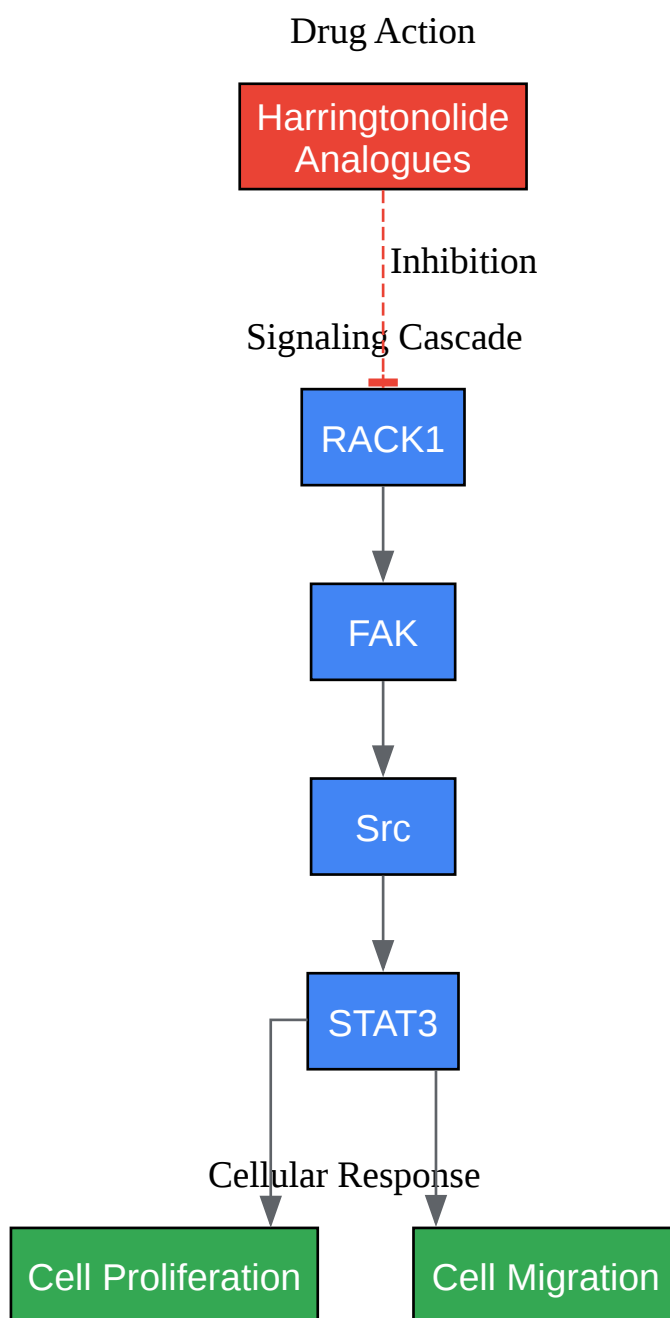 Drug Action
Harringtonolide
Analogues
Inhibition
Signaling Cascade
RACK1
FAK
Src
STAT3
Cellular Response
Cell Proliferation
Cell Migration